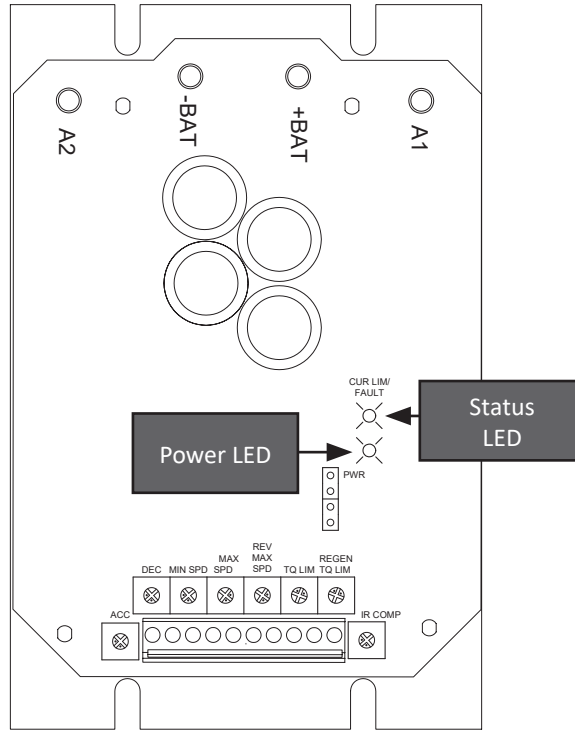 A2
-BAT
+BAT
A1
CUR LIM/
FAULT
Status
LED
Power LED
PWR
DEC
MIN SPD
MAX
SPD
REV
MAX
SPD
TQ LIM
REGEN
TQ LIM
ACC
IR COMP